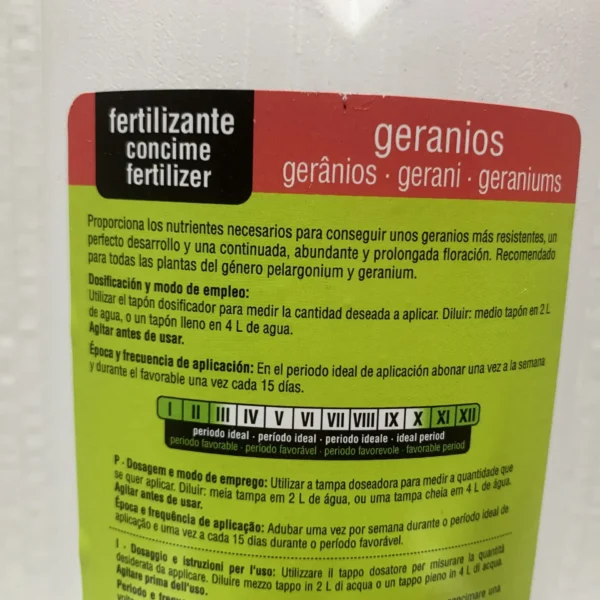 fertilizante
concime
fertilizer
geranios
gerânios · gerani · geraniums
Proporciona los nutrientes necesarios para conseguir unos geranios más resistentes, un
perfecto desarrollo y una continuada, abundante y prolongada floración. Recomendado
para todas las plantas del género pelargonium y geranium.
Dosificación y modo de empleo:
Utilizar el tapón dosificador para medir la cantidad deseada a aplicar. Diluir: medio tapón en 2 L
de agua, o un tapón lleno en 4 L de agua.
Agitar antes de usar.
Época y frecuencia de aplicación: En el periodo ideal de aplicación abonar una vez a la semana
y durante el favorable una vez cada 15 días.
I II III IV V VI VII VIII IX X XI XII
periodo ideal · período ideal · periodo ideale · ideal period
periodo favorable · período favorável · periodo favorevole · favorable period
P · Dosagem e modo de emprego: Utilizar a tampa doseadora para medir a quantidade que
se quer aplicar. Diluir: meia tampa em 2 L de água, ou uma tampa cheia em 4 L de água.
Agitar antes de usar.
Época e frequência de aplicação: Adubar uma vez por semana durante o período ideal de
aplicação e uma vez a cada 15 dias durante o período favorável.
I · Dosaggio e istruzioni per l'uso: Utilizzare il tappo dosatore per misurare la quantità
desiderata da applicare. Diluire mezzo tappo in 2 L di acqua o un tappo pieno in 4 L di acqua.
Agitare prima dell'uso.
Periodo e